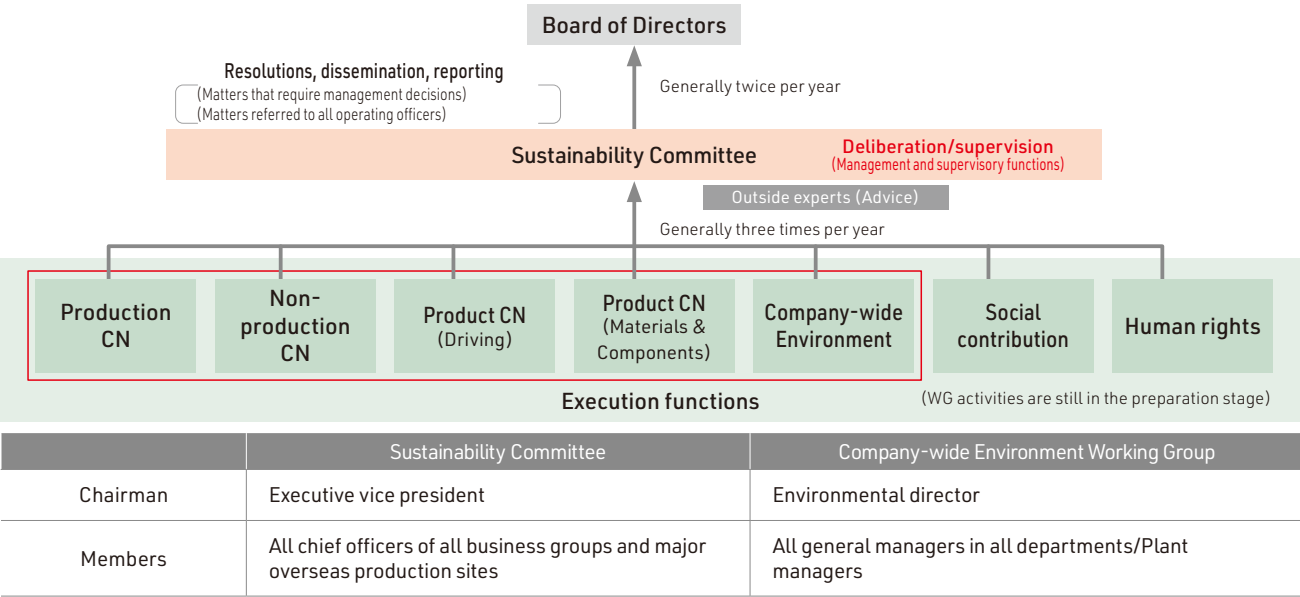 Board of Directors
Resolutions, dissemination, reporting
(Matters that require management decisions)
(Matters referred to all operating officers)
Generally twice per year
Sustainability Committee
Deliberation/supervision
(Management and supervisory functions)
Outside experts (Advice)
Generally three times per year
Production
CN
Non-
production
CN
Product CN
(Driving)
Product CN
(Materials &
Components)
Company-wide
Environment
Social
contribution
Human rights
Execution functions
(WG activities are still in the preparation stage)
Sustainability Committee
Company-wide Environment Working Group
Chairman
Executive vice president
Environmental director
Members
All chief officers of all business groups and major
overseas production sites
All general managers in all departments/Plant
managers